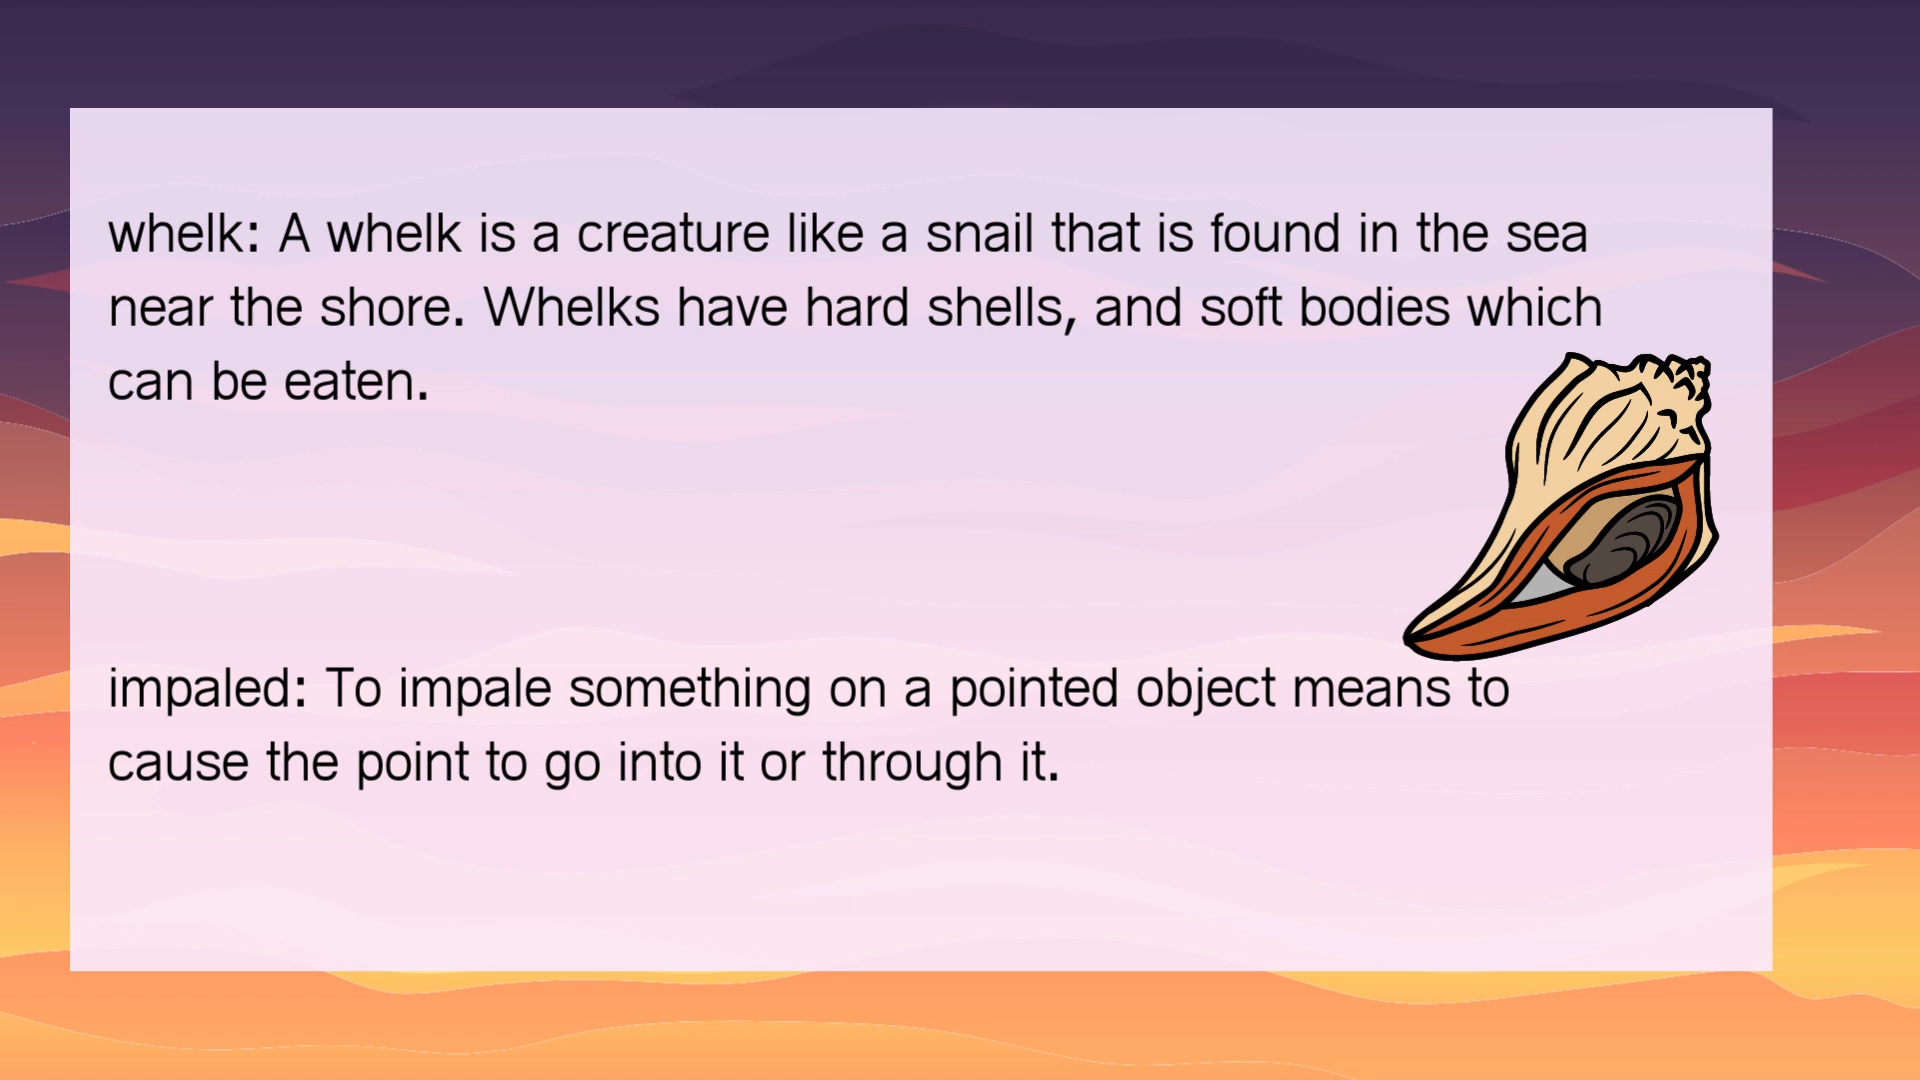 whelk: A whelk is a creature like a snail that is found in the sea
near the shore. Whelks have hard shells, and soft bodies which
can be eaten.
impaled: To impale something on a pointed object means to
cause the point to go into it or through it.